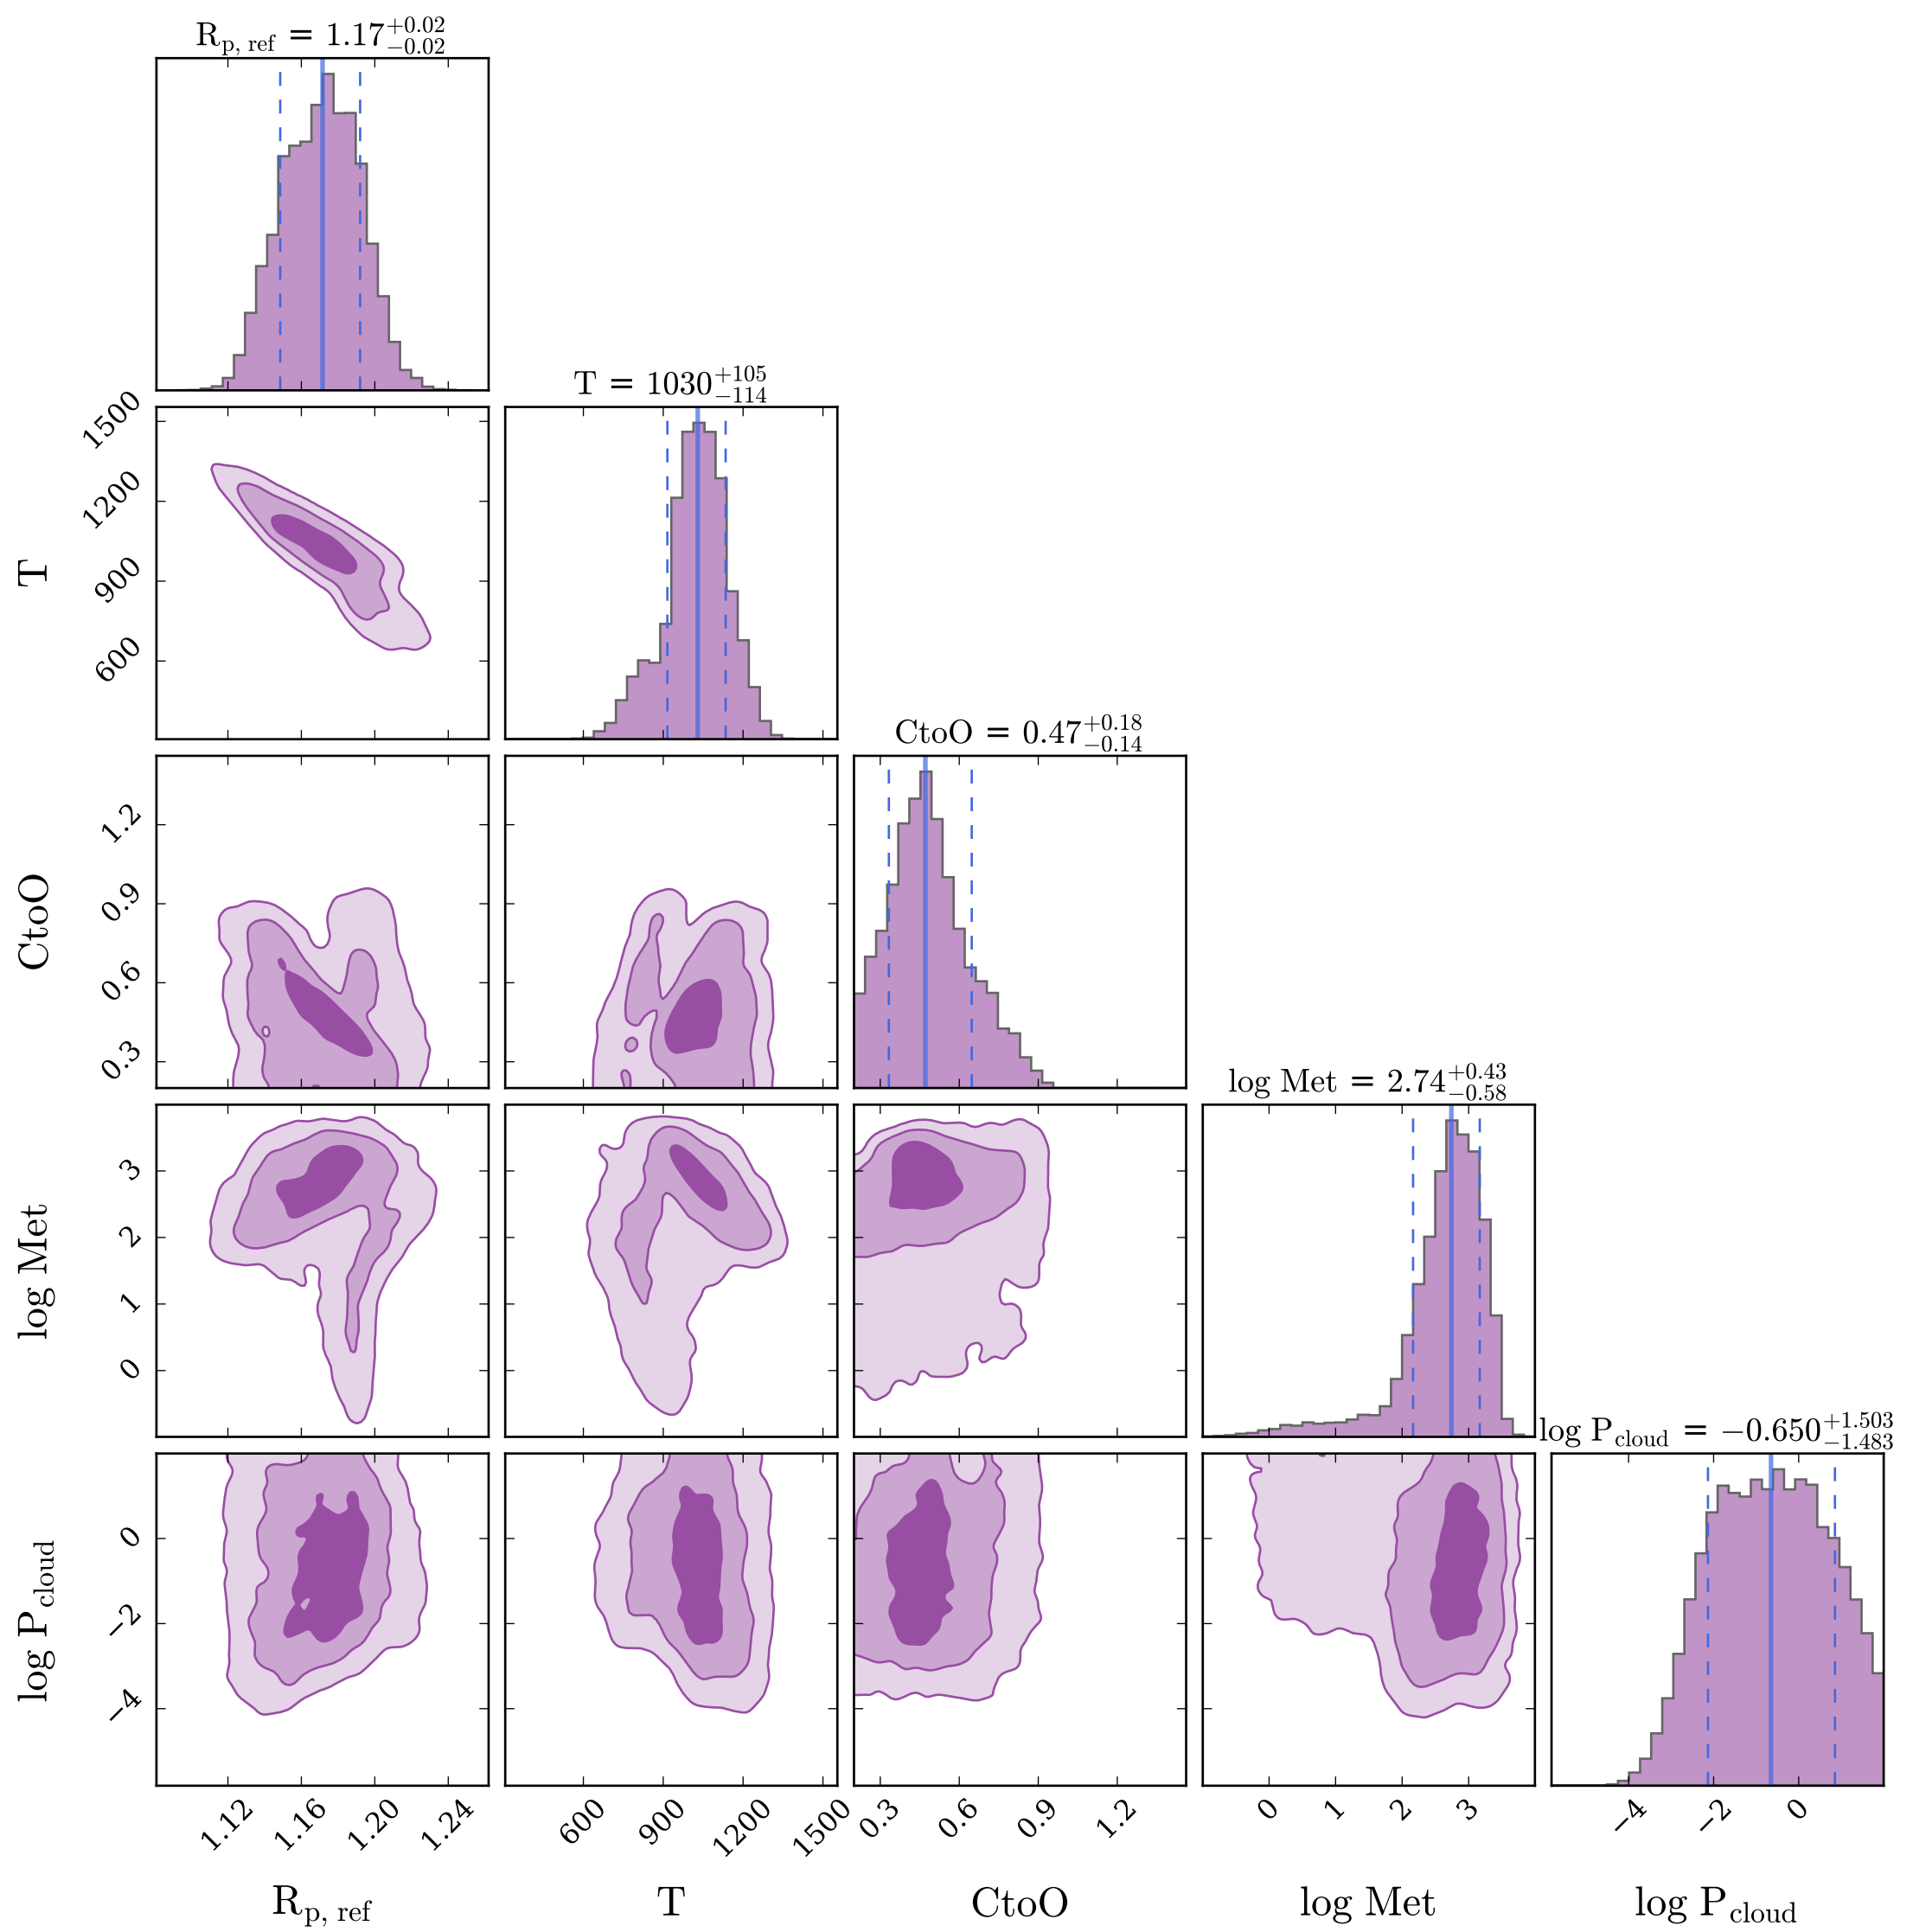 R_p, ref = 1.17 +0.02 −0.02
T = 1030 +105 −114
1500
1200
900
600
T
CtoO = 0.47 +0.18 −0.14
1.2
0.9
0.6
0.3
CtoO
log Met = 2.74 +0.43 −0.58
3
2
1
0
log Met
log P_cloud = −0.650 +1.503 −1.483
0
−2
−4
log P_cloud
1.12 1.16 1.20 1.24 600 900 1200 1500 0.3 0.6 0.9 1.2 0 1 2 3 −4 −2 0
R_p, ref T CtoO log Met log P_cloud